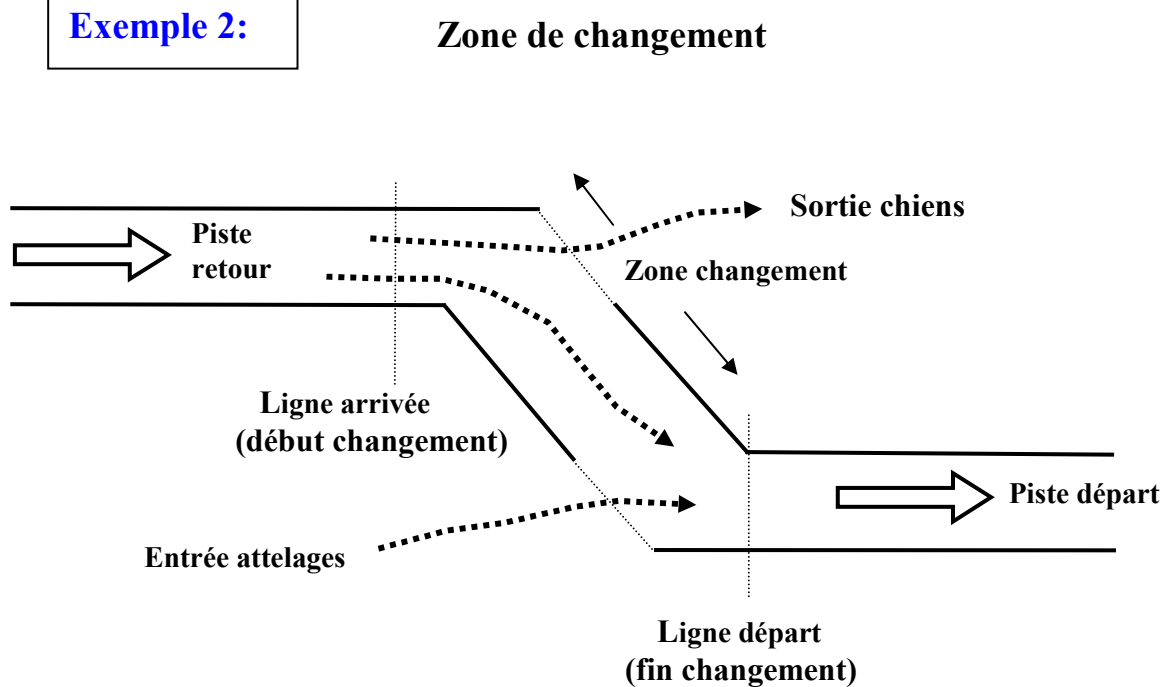 Exemple 2:
Zone de changement
Sortie chiens
Piste
retour
Zone changement
Ligne arrivée
(début changement)
Piste départ
Entrée attelages
Ligne départ
(fin changement)